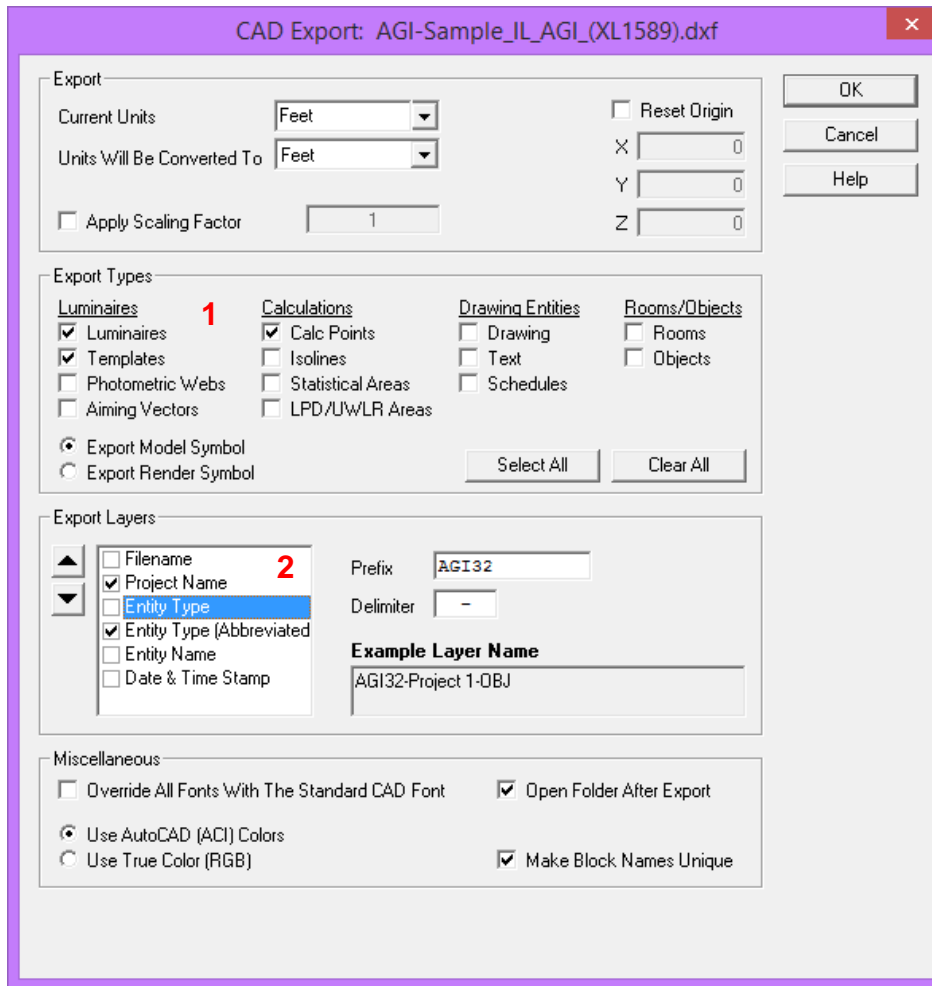 CAD Export: AGI-Sample_IL_AGI_(XL1589).dxf
×
Export
Current Units Feet
Units Will Be Converted To Feet
Apply Scaling Factor 1
Reset Origin
X 0
Y 0
Z 0
OK
Cancel
Help
Export Types
1
Luminaires
Luminaires
Templates
Photometric Webs
Aiming Vectors
Calculations
Calc Points
Isolines
Statistical Areas
LPD/UWLR Areas
Drawing Entities
Drawing
Text
Schedules
Rooms/Objects
Rooms
Objects
Export Model Symbol
Export Render Symbol
Select All
Clear All
Export Layers
2
Filename
Project Name
Entity Type
Entity Type (Abbreviated
Entity Name
Date & Time Stamp
Prefix AGI32
Delimiter -
Example Layer Name
AGI32-Project 1-OBJ
Miscellaneous
Override All Fonts With The Standard CAD Font
Open Folder After Export
Use AutoCAD (ACI) Colors
Use True Color (RGB)
Make Block Names Unique